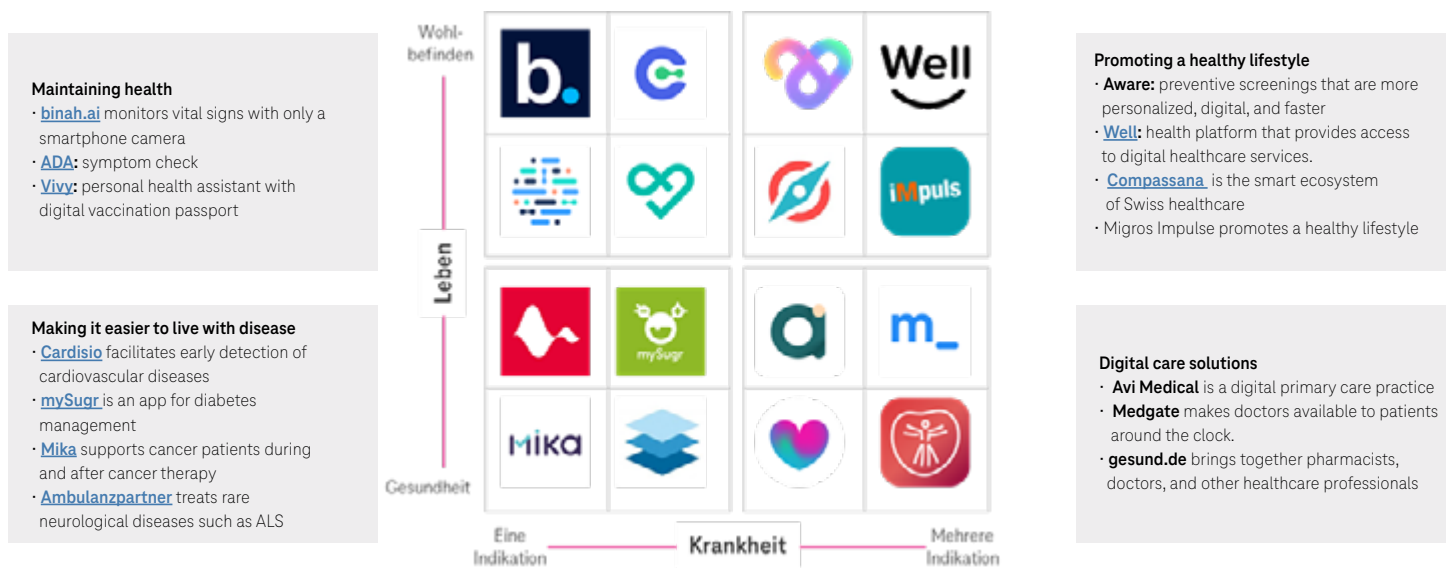 Maintaining health
· binah.ai monitors vital signs with only a
smartphone camera
· ADA: symptom check
· Vivy: personal health assistant with
digital vaccination passport
Making it easier to live with disease
· Cardisio facilitates early detection of
cardiovascular diseases
· mySugr is an app for diabetes
management
· Mika supports cancer patients during
and after cancer therapy
· Ambulanzpartner treats rare
neurological diseases such as ALS
Wohl-
befinden
Leben
Gesundheit
b.
Well
iMpuls
mySugr
a
m_
MiKa
Eine
Indikation
Krankheit
Mehrere
Indikation
Promoting a healthy lifestyle
· Aware: preventive screenings that are more
personalized, digital, and faster
· Well: health platform that provides access
to digital healthcare services.
· Compassana is the smart ecosystem
of Swiss healthcare
· Migros Impulse promotes a healthy lifestyle
Digital care solutions
· Avi Medical is a digital primary care practice
· Medgate makes doctors available to patients
around the clock.
· gesund.de brings together pharmacists,
doctors, and other healthcare professionals